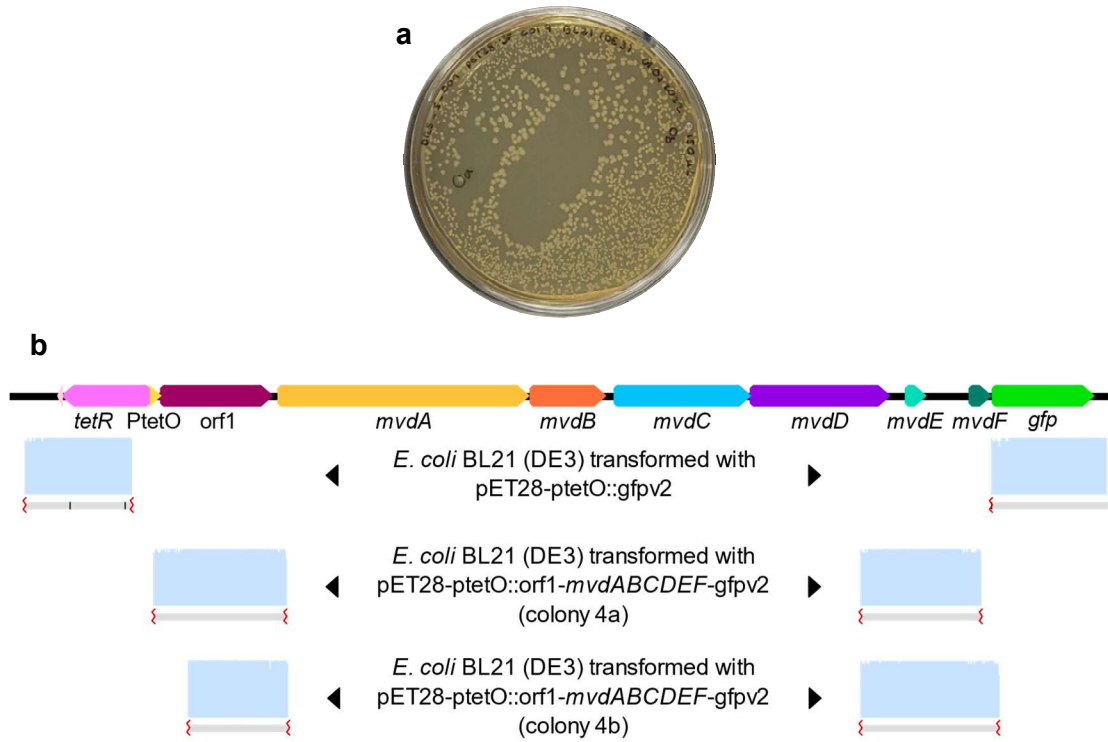 a
BL21 (DE3)
b
tetR PtetO orf1 mvdA mvdB mvdC mvdD mvdE mvdF gfp
E. coli BL21 (DE3) transformed with
pET28-ptetO::gfpv2
E. coli BL21 (DE3) transformed with
pET28-ptetO::orf1-mvdABCDEF-gfpv2
(colony 4a)
E. coli BL21 (DE3) transformed with
pET28-ptetO::orf1-mvdABCDEF-gfpv2
(colony 4b)